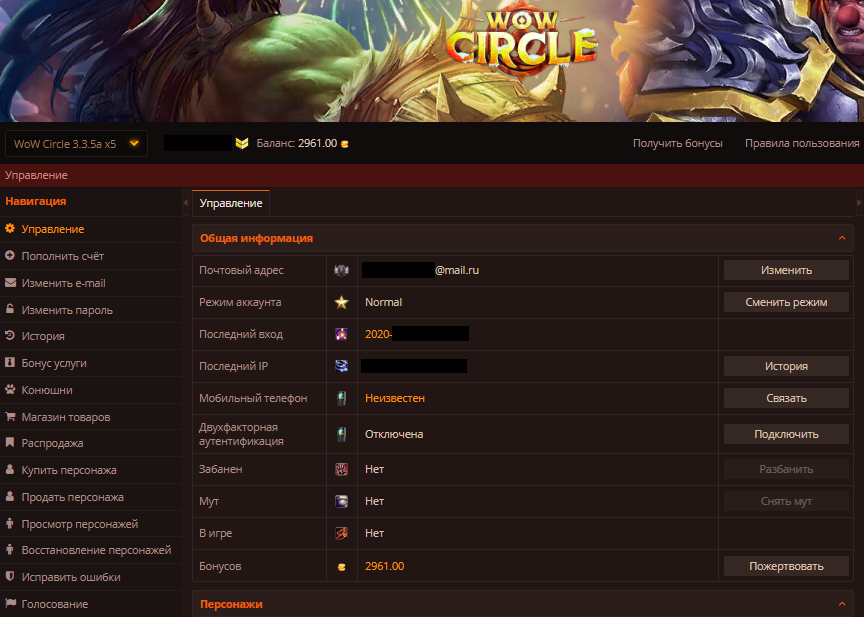 WOW
CIRCLE
WoW Circle 3.3.5a x5
Баланс: 2961.00
Получить бонусы
Правила пользования
Управление
Навигация
Управление
Пополнить счёт
Изменить e-mail
Изменить пароль
История
Бонус услуги
Конюшни
Магазин товаров
Распродажа
Купить персонажа
Продать персонажа
Просмотр персонажей
Восстановление персонажей
Исправить ошибки
Голосование
Управление
Общая информация
Почтовый адрес @mail.ru Изменить
Режим аккаунта Normal Сменить режим
Последний вход 2020-
Последний IP История
Мобильный телефон Неизвестен Связать
Двухфакторная
аутентификация Отключена Подключить
Забанен Нет Разбанить
Мут Нет Снять мут
В игре Нет
Бонусов 2961.00 Пожертвовать
Персонажи